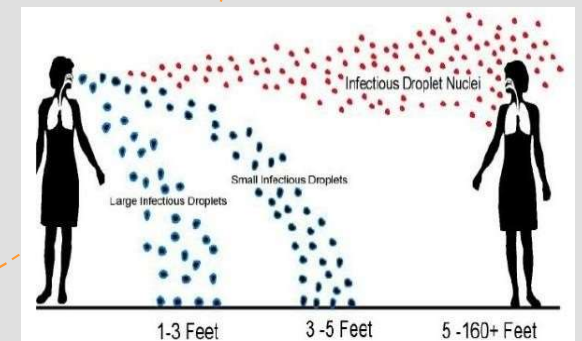 Infectious Droplet Nuclei
Small Infectious Droplets
Large Infectious Droplets
1-3 Feet
3 -5 Feet
5 -160+ Feet